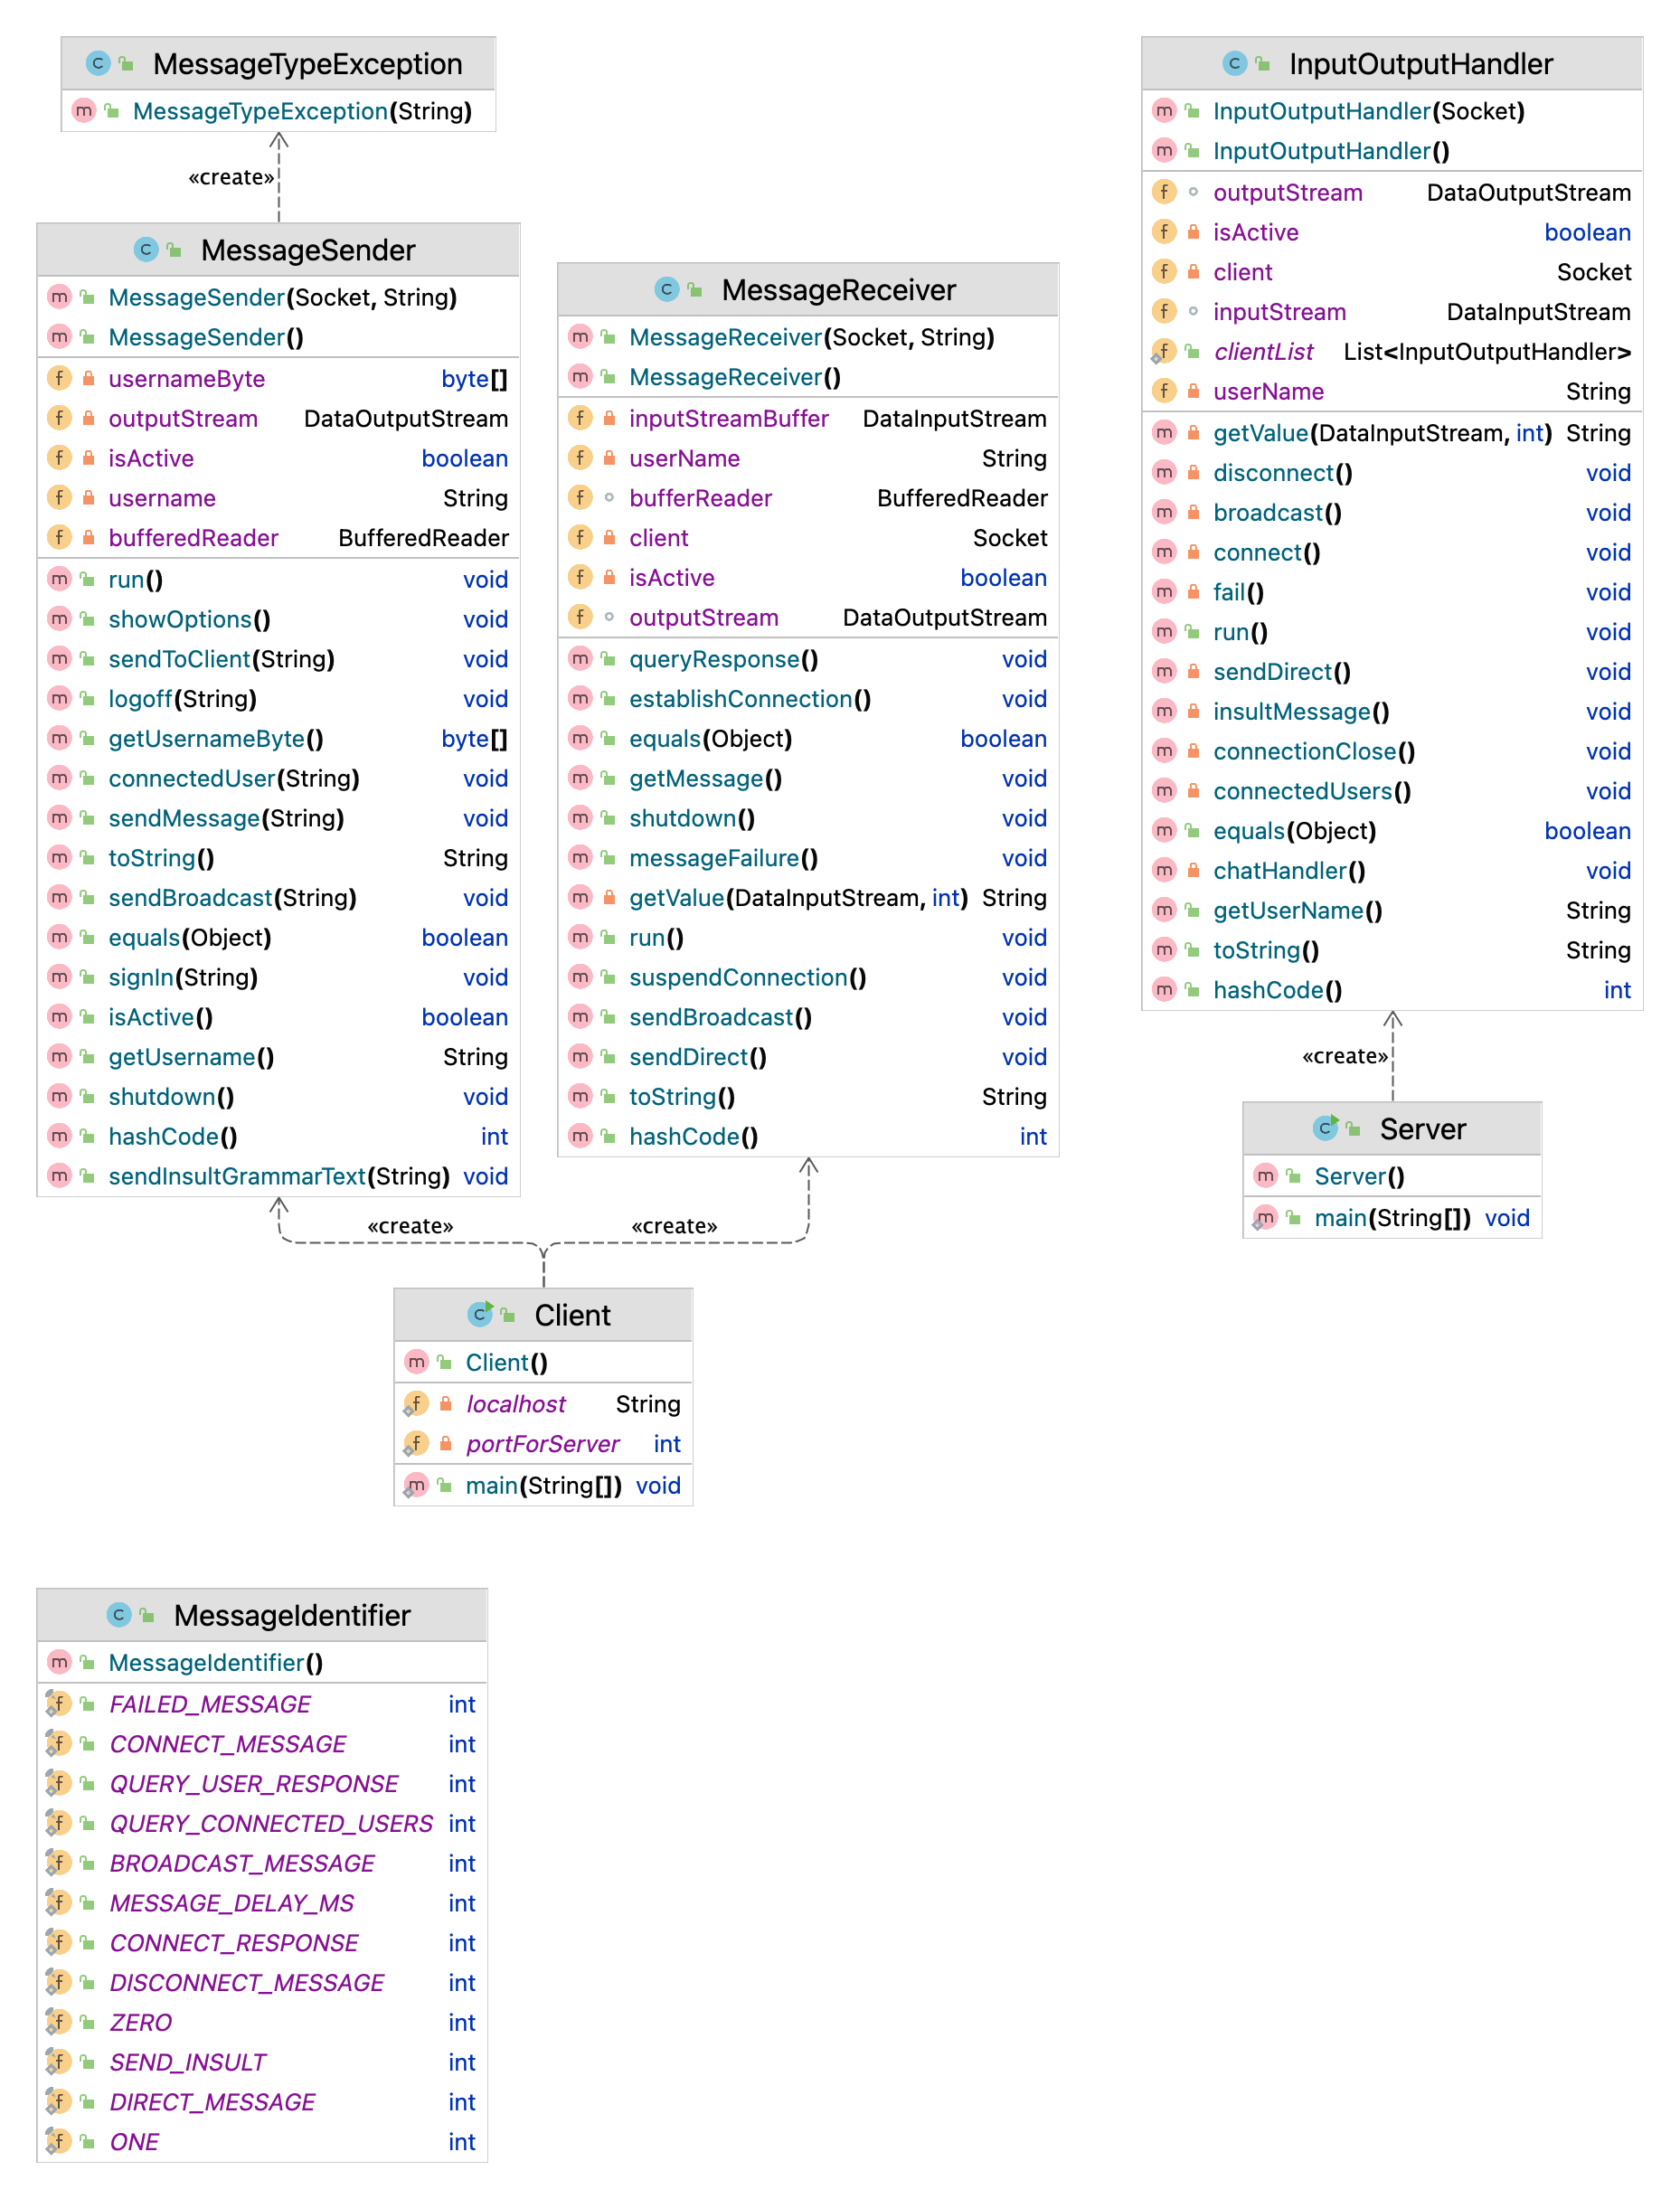 MessageTypeException
MessageTypeException(String)
«create»
MessageSender
MessageSender(Socket, String)
MessageSender()
usernameByte byte[]
outputStream DataOutputStream
isActive boolean
username String
bufferedReader BufferedReader
run() void
showOptions() void
sendToClient(String) void
logoff(String) void
getUsernameByte() byte[]
connectedUser(String) void
sendMessage(String) void
toString() String
sendBroadcast(String) void
equals(Object) boolean
signIn(String) void
isActive() boolean
getUsername() String
shutdown() void
hashCode() int
sendInsultGrammarText(String) void
MessageReceiver
MessageReceiver(Socket, String)
MessageReceiver()
inputStreamBuffer DataInputStream
userName String
bufferReader BufferedReader
client Socket
isActive boolean
outputStream DataOutputStream
queryResponse() void
establishConnection() void
equals(Object) boolean
getMessage() void
shutdown() void
messageFailure() void
getValue(DataInputStream, int) String
run() void
suspendConnection() void
sendBroadcast() void
sendDirect() void
toString() String
hashCode() int
InputOutputHandler
InputOutputHandler(Socket)
InputOutputHandler()
outputStream DataOutputStream
isActive boolean
client Socket
inputStream DataInputStream
clientList List<InputOutputHandler>
userName String
getValue(DataInputStream, int) String
disconnect() void
broadcast() void
connect() void
fail() void
run() void
sendDirect() void
insultMessage() void
connectionClose() void
connectedUsers() void
equals(Object) boolean
chatHandler() void
getUserName() String
toString() String
hashCode() int
«create»
Server
Server()
main(String[]) void
«create» «create»
Client
Client()
localhost String
portForServer int
main(String[]) void
MessageIdentifier
MessageIdentifier()
FAILED_MESSAGE int
CONNECT_MESSAGE int
QUERY_USER_RESPONSE int
QUERY_CONNECTED_USERS int
BROADCAST_MESSAGE int
MESSAGE_DELAY_MS int
CONNECT_RESPONSE int
DISCONNECT_MESSAGE int
ZERO int
SEND_INSULT int
DIRECT_MESSAGE int
ONE int